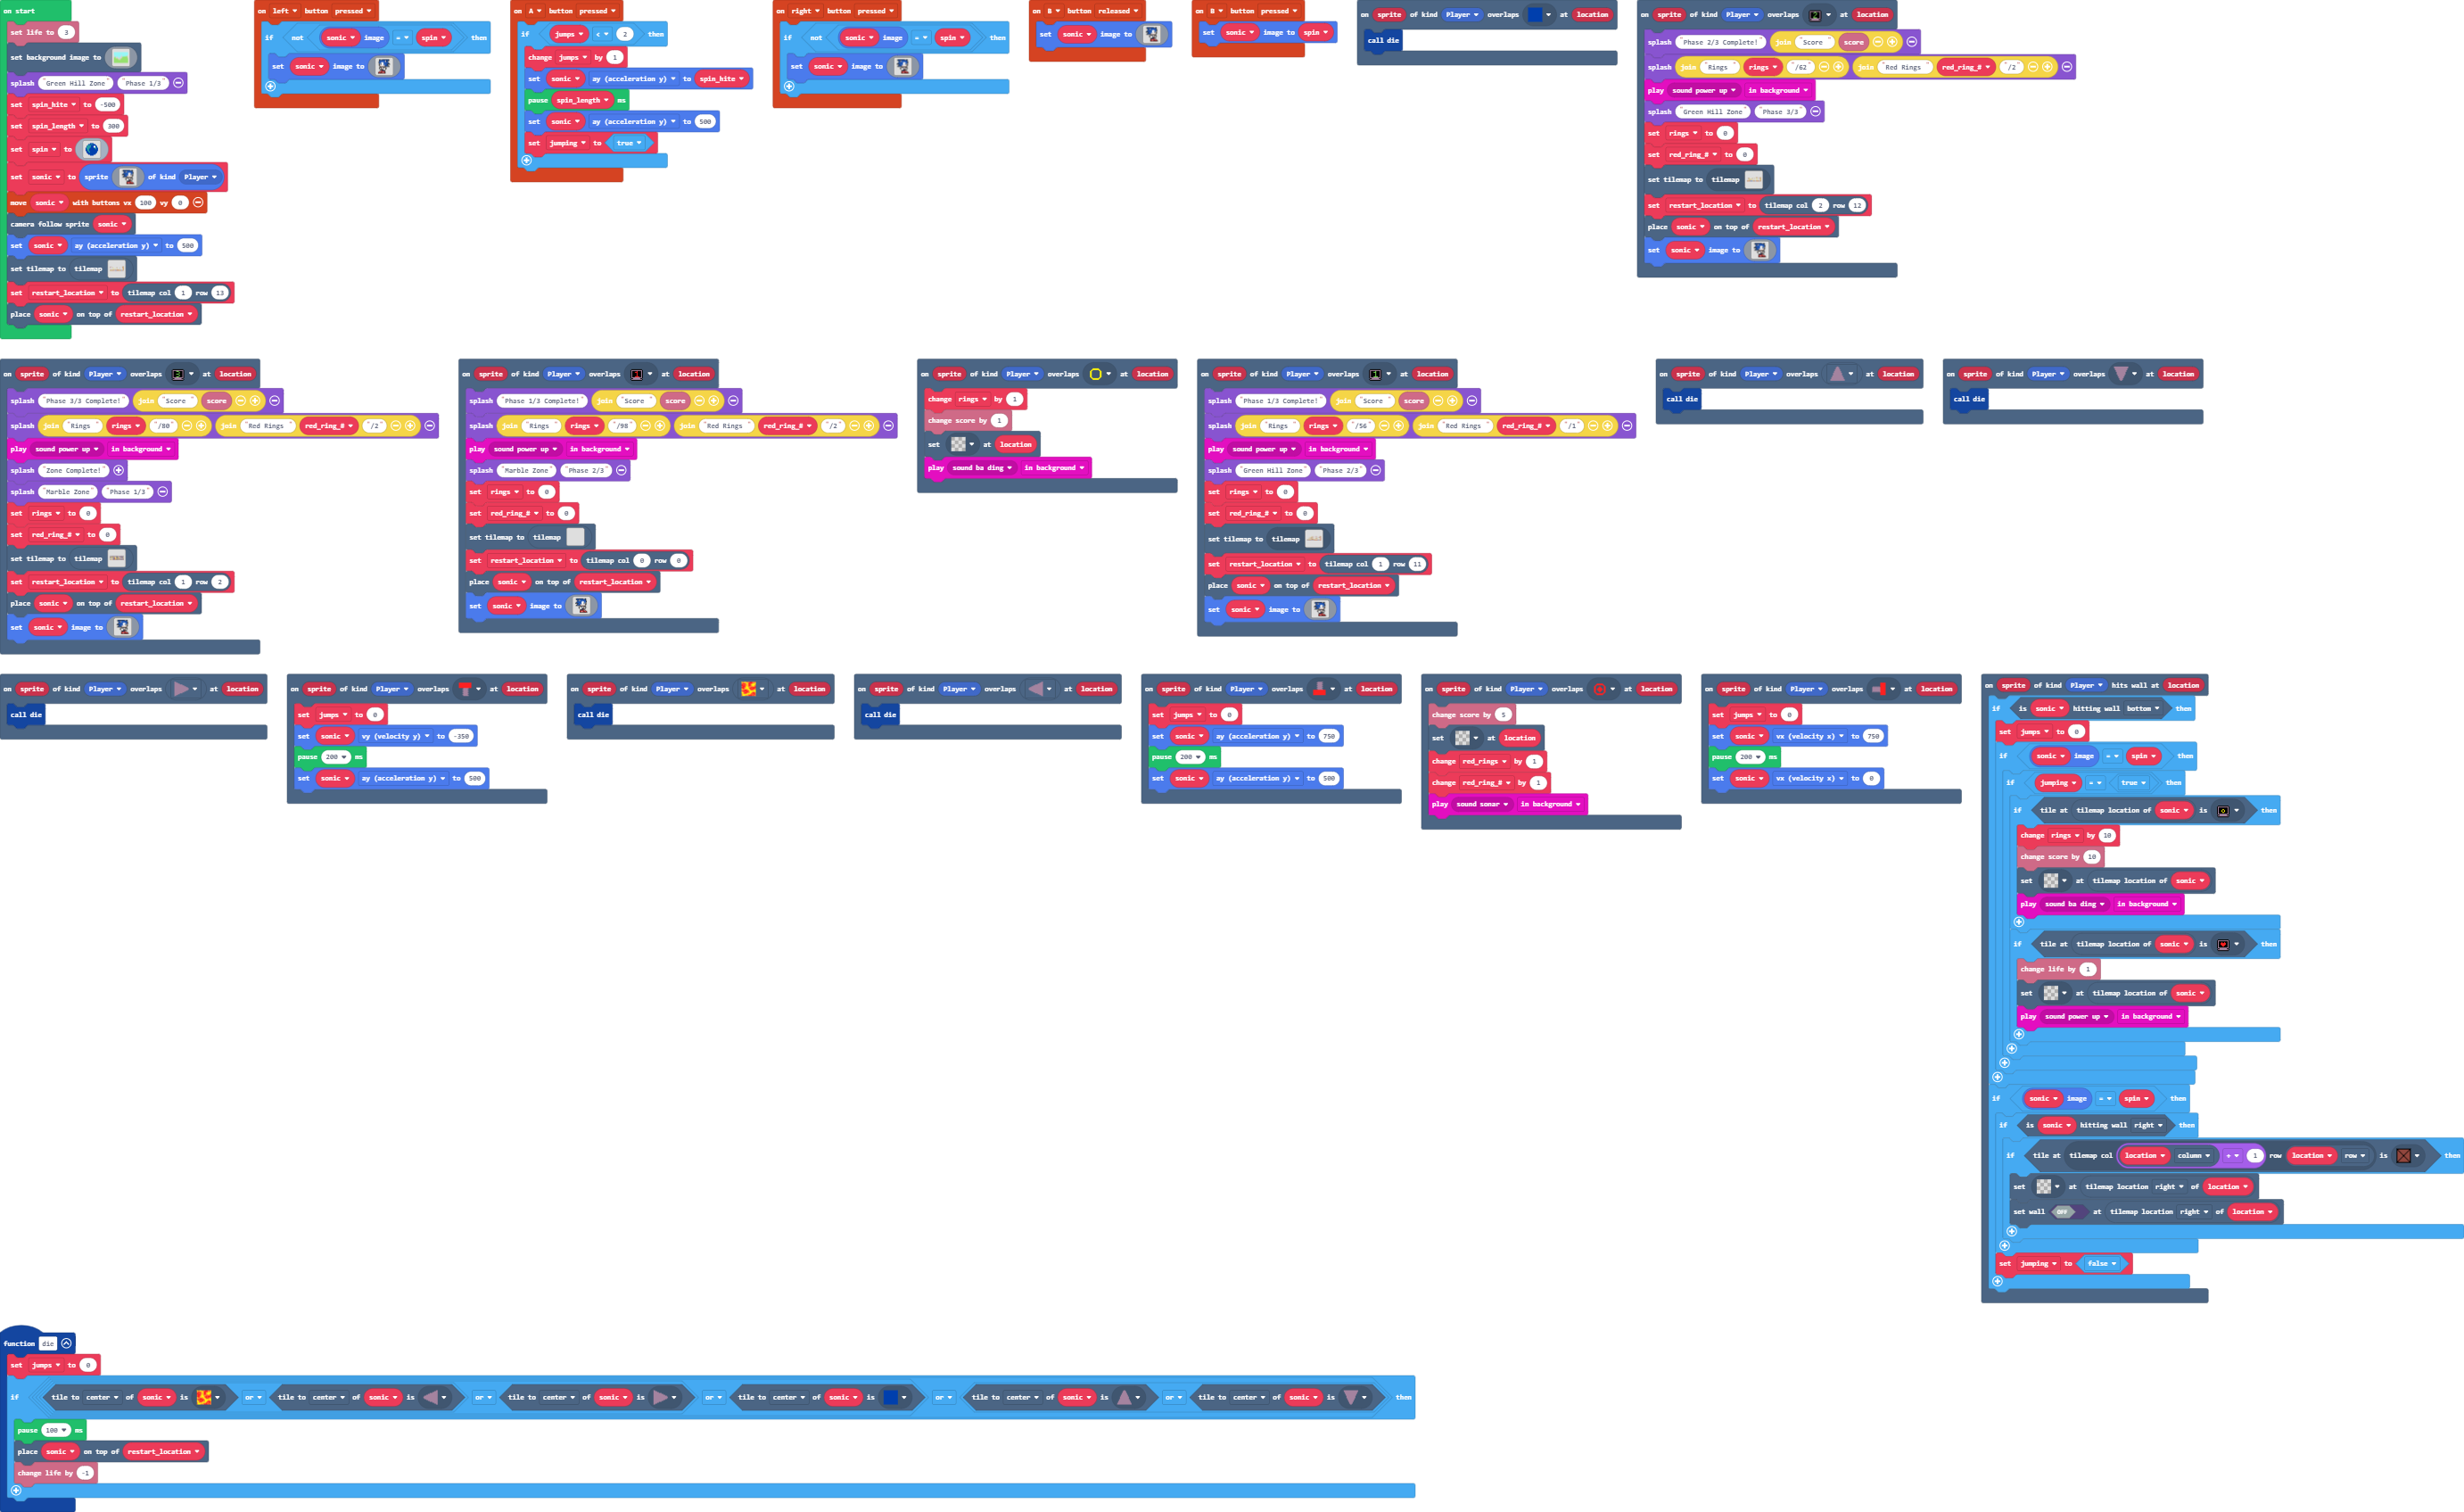 on start
set life to 3
set background image to
splash "Green Hill Zone" "Phase 1/3"
set spin_hite to -500
set spin_length to 300
set spin to
set sonic to sprite of kind Player
move sonic with buttons vx 100 vy 0
camera follow sprite sonic
set sonic ay (acceleration y) to 500
set tilemap to tilemap
set restart_location to tilemap col 1 row 13
place sonic on top of restart_location
on left button pressed
if not sonic image = spin then
set sonic image to
on A button pressed
if jumps < 2 then
change jumps by 1
set sonic ay (acceleration y) to spin_hite
pause spin_length ms
set sonic ay (acceleration y) to 500
set jumping to true
on right button pressed
if not sonic image = spin then
set sonic image to
on B button released
set sonic image to
on B button pressed
set sonic image to spin
on sprite of kind Player overlaps at location
call die
on sprite of kind Player overlaps 2 at location
splash "Phase 2/3 Complete!" join "Score " score
splash join "Rings " rings "/62" join "Red Rings " red_ring_# "/2"
play sound power up in background
splash "Green Hill Zone" "Phase 3/3"
set rings to 0
set red_ring_# to 0
set tilemap to tilemap
set restart_location to tilemap col 2 row 12
place sonic on top of restart_location
set sonic image to
on sprite of kind Player overlaps at location
splash "Phase 3/3 Complete!" join "Score " score
splash join "Rings " rings "/80" join "Red Rings " red_ring_# "/2"
play sound power up in background
splash "Zone Complete!"
splash "Marble Zone" "Phase 1/3"
set rings to 0
set red_ring_# to 0
set tilemap to tilemap
set restart_location to tilemap col 1 row 2
place sonic on top of restart_location
set sonic image to
on sprite of kind Player overlaps at location
splash "Phase 1/3 Complete!" join "Score " score
splash join "Rings " rings "/98" join "Red Rings " red_ring_# "/2"
play sound power up in background
splash "Marble Zone" "Phase 2/3"
set rings to 0
set red_ring_# to 0
set tilemap to tilemap
set restart_location to tilemap col 0 row 0
place sonic on top of restart_location
set sonic image to
on sprite of kind Player overlaps at location
change rings by 1
change score by 1
set at location
play sound ba ding in background
on sprite of kind Player overlaps 1 at location
splash "Phase 1/3 Complete!" join "Score " score
splash join "Rings " rings "/56" join "Red Rings " red_ring_# "/1"
play sound power up in background
splash "Green Hill Zone" "Phase 2/3"
set rings to 0
set red_ring_# to 0
set tilemap to tilemap
set restart_location to tilemap col 1 row 11
place sonic on top of restart_location
set sonic image to
on sprite of kind Player overlaps at location
call die
on sprite of kind Player overlaps at location
call die
on sprite of kind Player overlaps at location
call die
on sprite of kind Player overlaps at location
set jumps to 0
set sonic vy (velocity y) to -350
pause 200 ms
set sonic ay (acceleration y) to 500
on sprite of kind Player overlaps at location
call die
on sprite of kind Player overlaps at location
call die
on sprite of kind Player overlaps at location
set jumps to 0
set sonic ay (acceleration y) to 750
pause 200 ms
set sonic ay (acceleration y) to 500
on sprite of kind Player overlaps at location
change score by 5
set at location
change red_rings by 1
change red_ring_# by 1
play sound sonar in background
on sprite of kind Player overlaps at location
set jumps to 0
set sonic vx (velocity x) to 750
pause 200 ms
set sonic vx (velocity x) to 0
on sprite of kind Player hits wall at location
if is sonic hitting wall bottom then
set jumps to 0
if sonic image = spin then
if jumping = true then
if tile at tilemap location of sonic is then
change rings by 10
change score by 10
set at tilemap location of sonic
play sound ba ding in background
if tile at tilemap location of sonic is then
change life by 1
set at tilemap location of sonic
play sound power up in background
if sonic image = spin then
if is sonic hitting wall right then
if tile at tilemap col location column + 1 row location row is then
set at tilemap location right of location
set wall OFF at tilemap location right of location
set jumping to false
function die
set jumps to 0
if tile to center of sonic is or tile to center of sonic is or tile to center of sonic is or tile to center of sonic is or tile to center of sonic is or tile to center of sonic is then
pause 100 ms
place sonic on top of restart_location
change life by -1